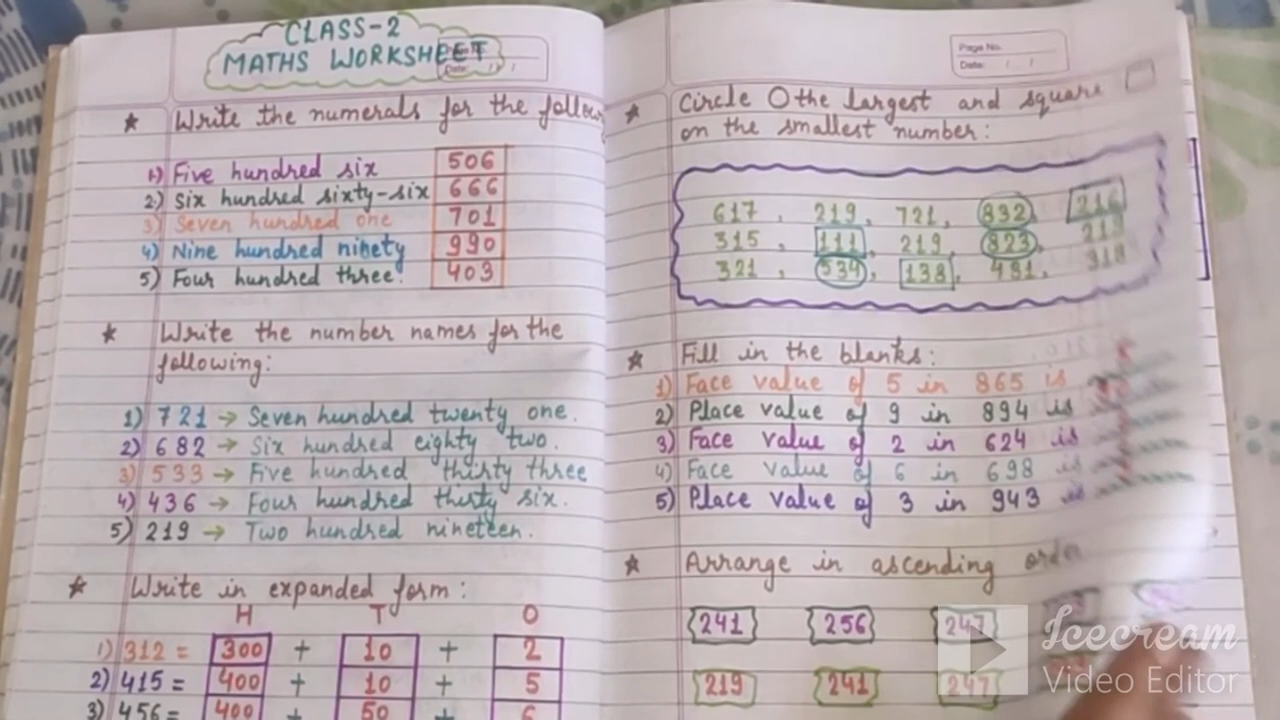 CLASS-2
MATHS WORKSHEET
Date: / /
★ Write the numerals for the follow
1) Five hundred six 506
2) Six hundred sixty-six 666
3) Seven hundred one 701
4) Nine hundred ninety 990
5) Four hundred three. 403
★ Write the number names for the
following:
1) 721 → Seven hundred twenty one.
2) 682 → Six hundred eighty two.
3) 533 → Five hundred thirty three
4) 436 → Four hundred thirty six.
5) 219 → Two hundred nineteen.
★ Write in expanded form:
H T O
1) 312 = 300 + 10 + 2
2) 415 = 400 + 10 + 5
3) 456 = 400 + 50 + 6
Page No.
Date: / /
★ Circle O the largest and square □
on the smallest number:
617, 219, 721, 832, 216
315, 111, 219, 823, 219
321, 534, 138, 431, 318
★ Fill in the blanks:
1) Face value of 5 in 865 is
2) Place value of 9 in 894 is
3) Face value of 2 in 624 is
4) Face value of 6 in 698 is
5) Place value of 3 in 943 is
★ Arrange in ascending order
241 256 247
219 241 247
Icecream
Video Editor